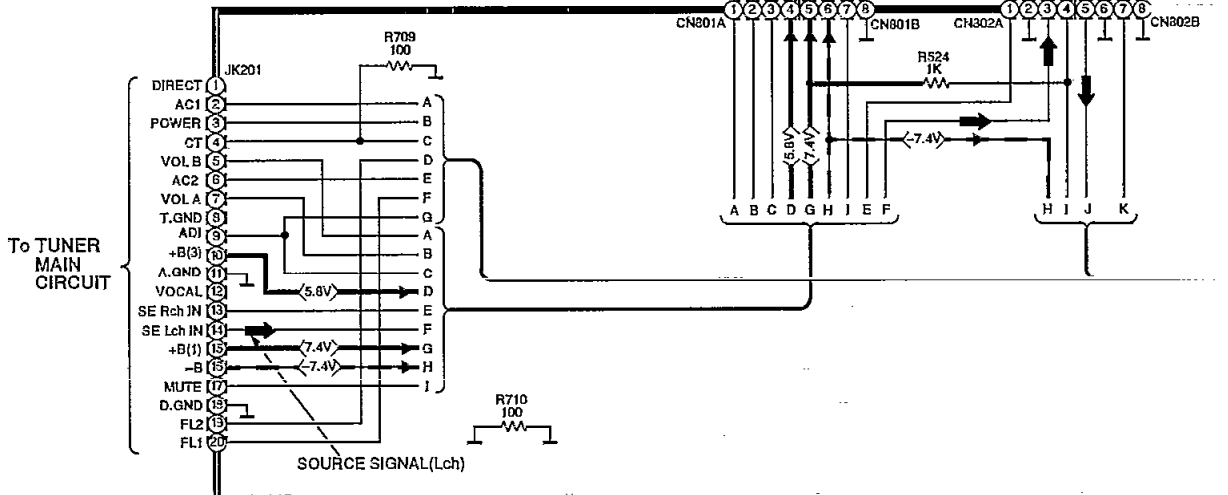 CN801A ① ② ③ ④ ⑤ ⑥ ⑦ ⑧ CN801B
CN302A ① ② ③ ④ ⑤ ⑥ ⑦ ⑧ CN802B
R709
100
R524
1K
JK201
DIRECT ①
AC1 ②
POWER ③
CT ④
VOL B ⑤
AC2 ⑥
VOL A ⑦
T.GND ⑧
ADJ ⑨
+B(3) ⑩
A.GND ⑪
VOCAL ⑫
SE Rch IN ⑬
SE Lch IN ⑭
+B(1) ⑮
−B ⑯
MUTE ⑰
D.GND ⑱
FL2 ⑲
FL1 ⑳
To TUNER
MAIN
CIRCUIT
A
B
C
D
E
F
G
A
B
C
5.8V D
E
F
7.4V G
−7.4V H
I
5.8V
7.4V
−7.4V
A B C D G H I E F
H I J K
R710
100
SOURCE SIGNAL(Lch)